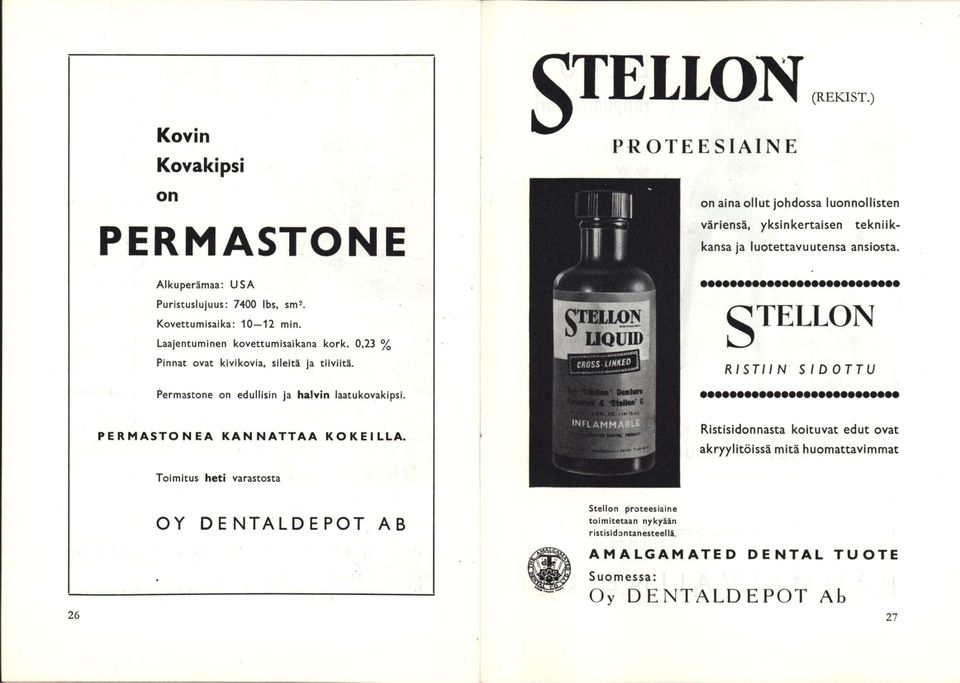 Kovin
Kovakipsi
on
PERMASTONE
Alkuperämaa: USA
Puristuslujuus: 7400 lbs, sm².
Kovettumisaika: 10—12 min.
Laajentuminen kovettumisaikana kork. 0,23 %
Pinnat ovat kivikovia, sileitä ja tiiviitä.
Permastone on edullisin ja halvin laatukovakipsi.
PERMASTONEA KANNATTAA KOKEILLA.
Toimitus heti varastosta
OY DENTALDEPOT AB
26
STELLON (REKIST.)
PROTEESIAINE
on aina ollut johdossa luonnollisten
väriensä, yksinkertaisen tekniik-
kansa ja luotettavuutensa ansiosta.
STELLON
LIQUID
CROSS LINKED
"Stellon" Denture
& "Stellon" C
INFLAMMABLE
STELLON
RISTIIN SIDOTTU
Ristisidonnasta koituvat edut ovat
akryylitöissä mitä huomattavimmat
Stellon proteesiaine
toimitetaan nykyään
ristisidontanesteellä.
AMALGAMATED DENTAL TUOTE
Suomessa:
Oy DENTALDEPOT Ab
27